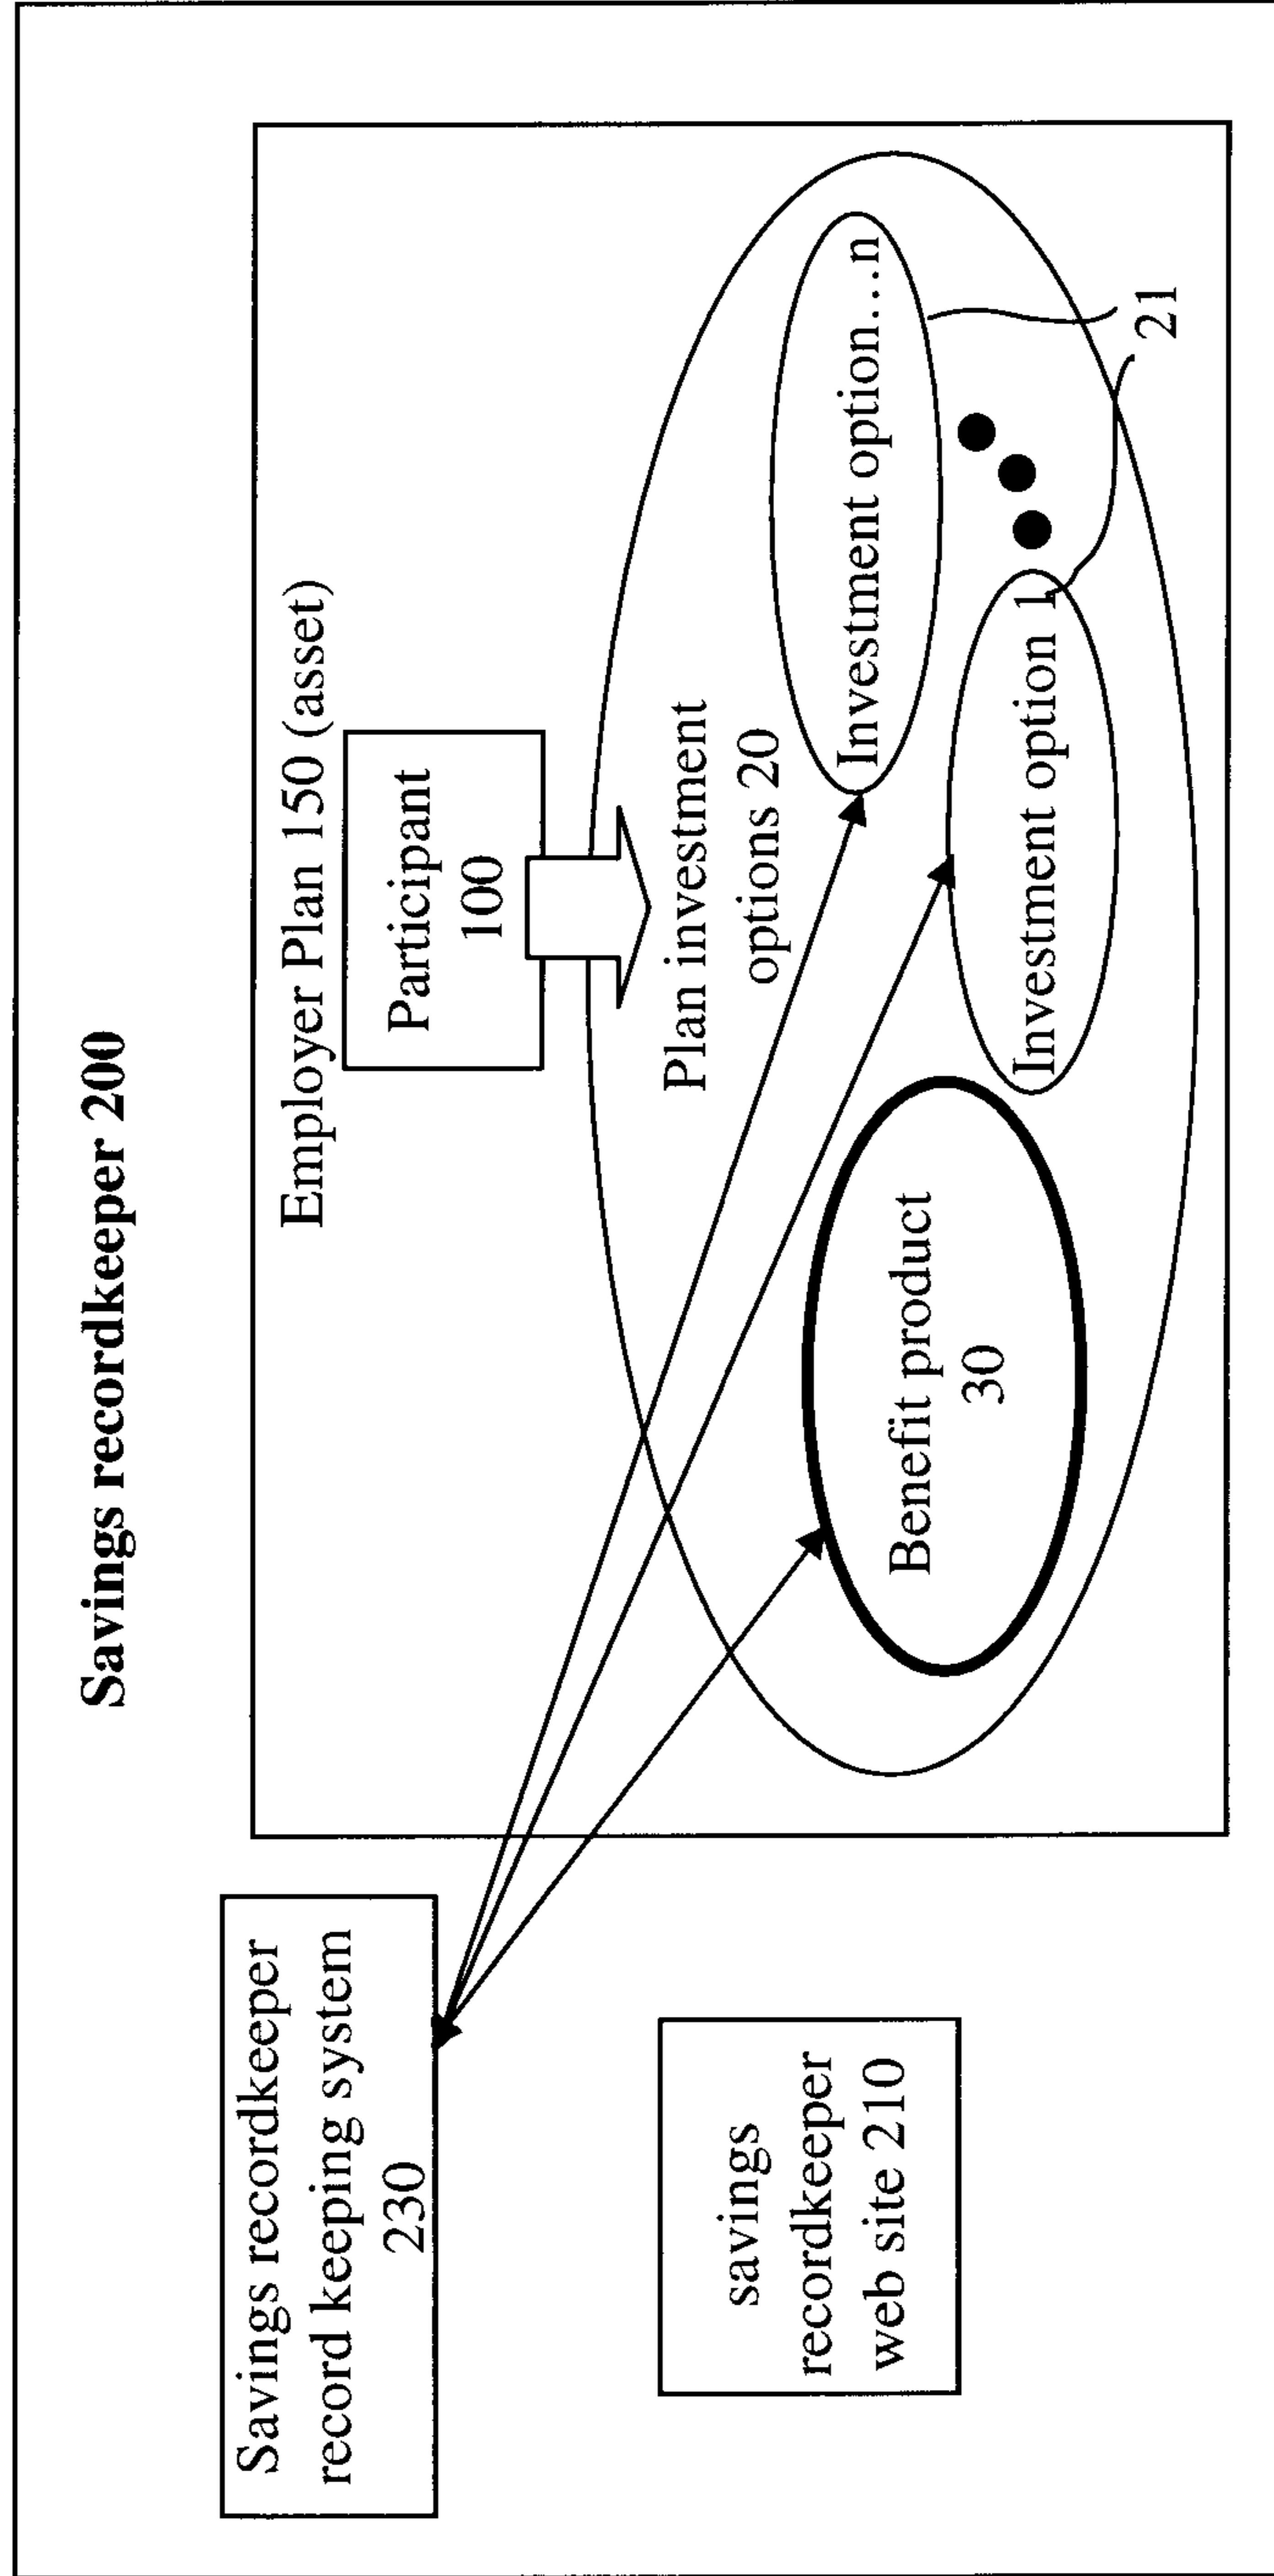 Savings recordkeeper 200
Savings recordkeeper
record keeping system
230
savings
recordkeeper
web site 210
Employer Plan 150 (asset)
Participant
100
Plan investment
options 20
Benefit product
30
Investment option 1
Investment option....n
21